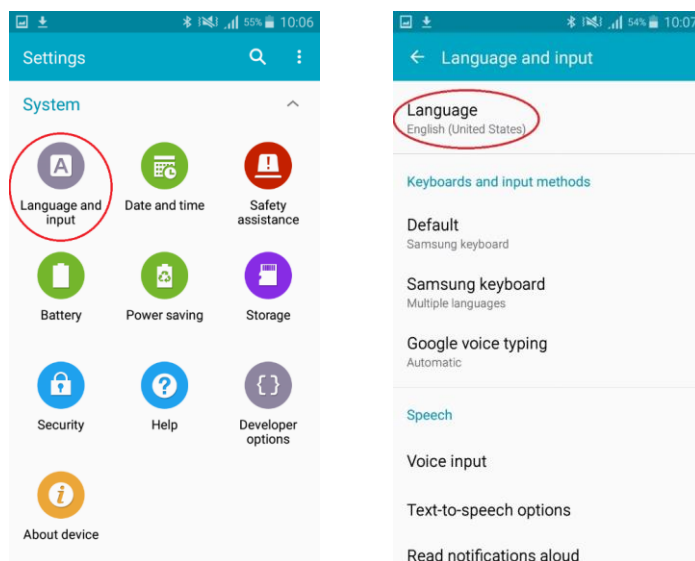 55% 10:06
Settings
System
A
Language and
input
Date and time
Safety
assistance
Battery
Power saving
Storage
Security
Help
Developer
options
About device
54% 10:07
Language and input
Language
English (United States)
Keyboards and input methods
Default
Samsung keyboard
Samsung keyboard
Multiple languages
Google voice typing
Automatic
Speech
Voice input
Text-to-speech options
Read notifications aloud